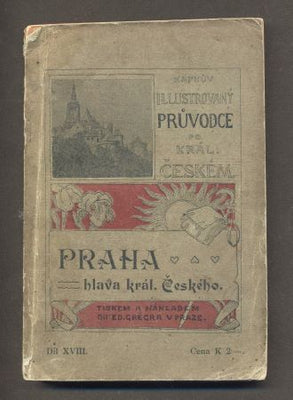 ŘÁPKŮV
ILLUSTROVANÝ
PRŮVODCE
PO
KRÁL.
ČESKÉM
PRAHA
hlava král. Českého.
TISKEM A NÁKLADEM
DR ED. GRÉGRA V PRAZE.
Díl XVIII.
Cena K 2—.